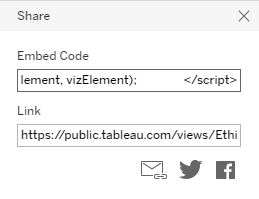 Share
Embed Code
lement, vizElement); </script>
Link
https://public.tableau.com/views/Ethi